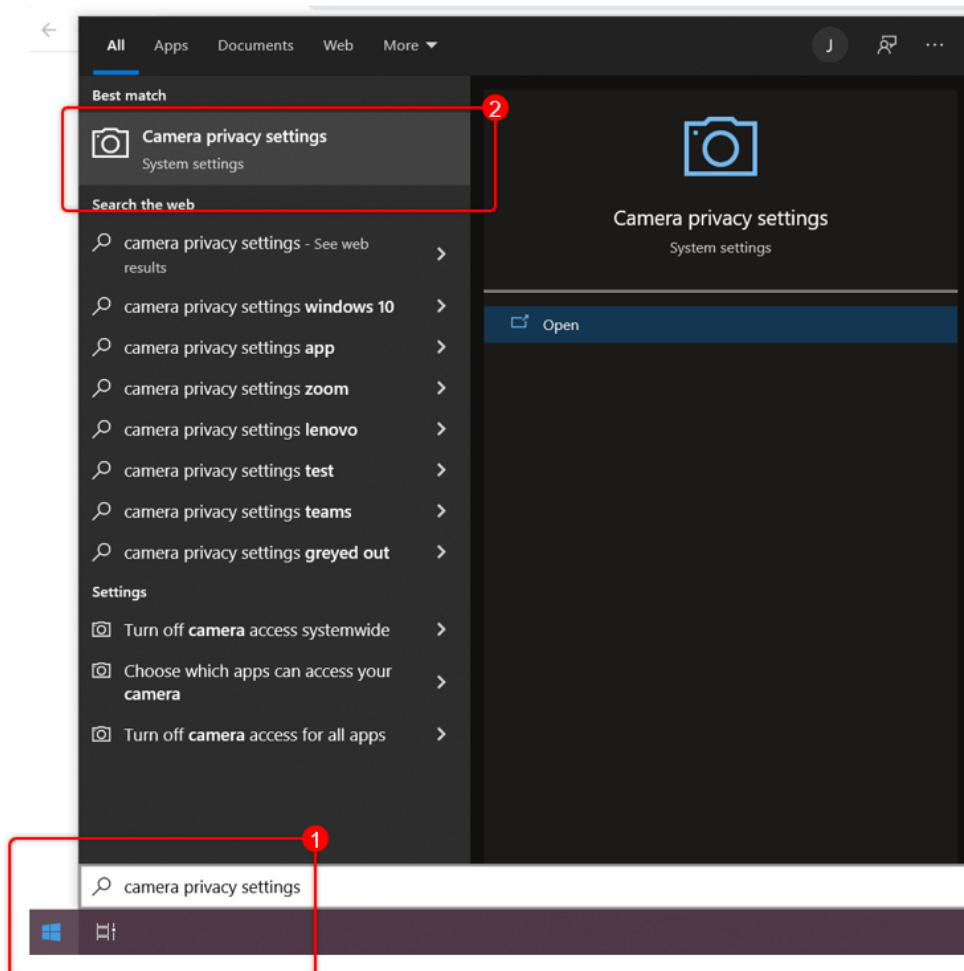 All Apps Documents Web More J
Best match
2
Camera privacy settings
System settings
Search the web
camera privacy settings - See web
results
camera privacy settings windows 10
camera privacy settings app
camera privacy settings zoom
camera privacy settings lenovo
camera privacy settings test
camera privacy settings teams
camera privacy settings greyed out
Settings
Turn off camera access systemwide
Choose which apps can access your
camera
Turn off camera access for all apps
Camera privacy settings
System settings
Open
1
camera privacy settings